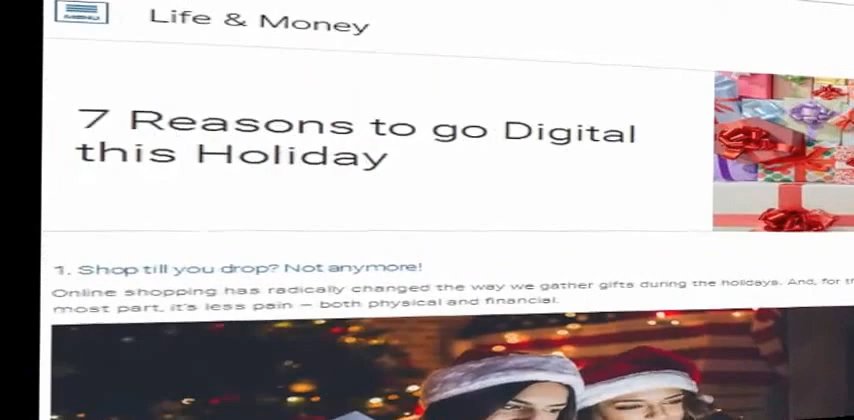 MENU
Life & Money
7 Reasons to go Digital
this Holiday
1. Shop till you drop? Not anymore!
Online shopping has radically changed the way we gather gifts during the holidays. And, for
most part, it's less pain – both physical and financial.